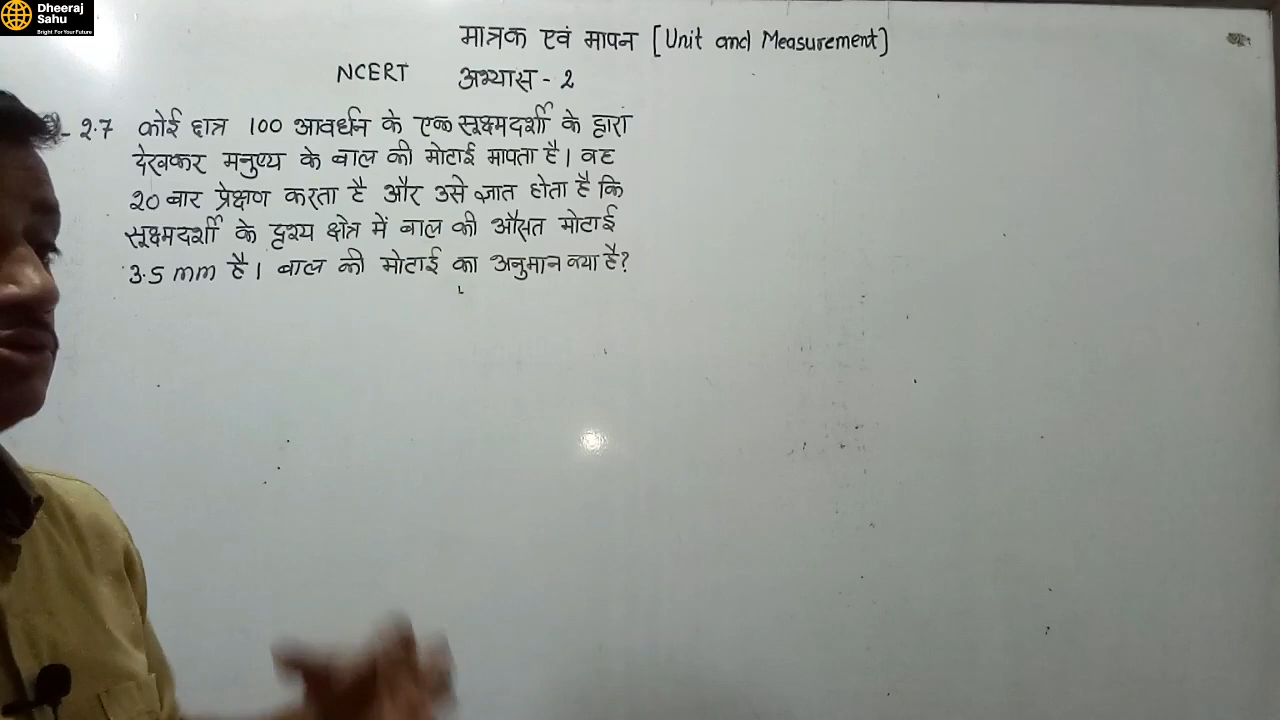 Dheeraj
Sahu
Bright For Your Future
मात्रक एवं मापन [Unit and Measurement]
NCERT अभ्यास - 2
- 2.7 कोई छात्र 100 आवर्धन के एक सूक्ष्मदर्शी के द्वारा
देखकर मनुष्य के बाल की मोटाई मापता है। वह
20 बार प्रेक्षण करता है और उसे ज्ञात होता है कि
सूक्ष्मदर्शी के दृश्य क्षेत्र में बाल की औसत मोटाई
3.5 mm है। बाल की मोटाई का अनुमान क्या है?